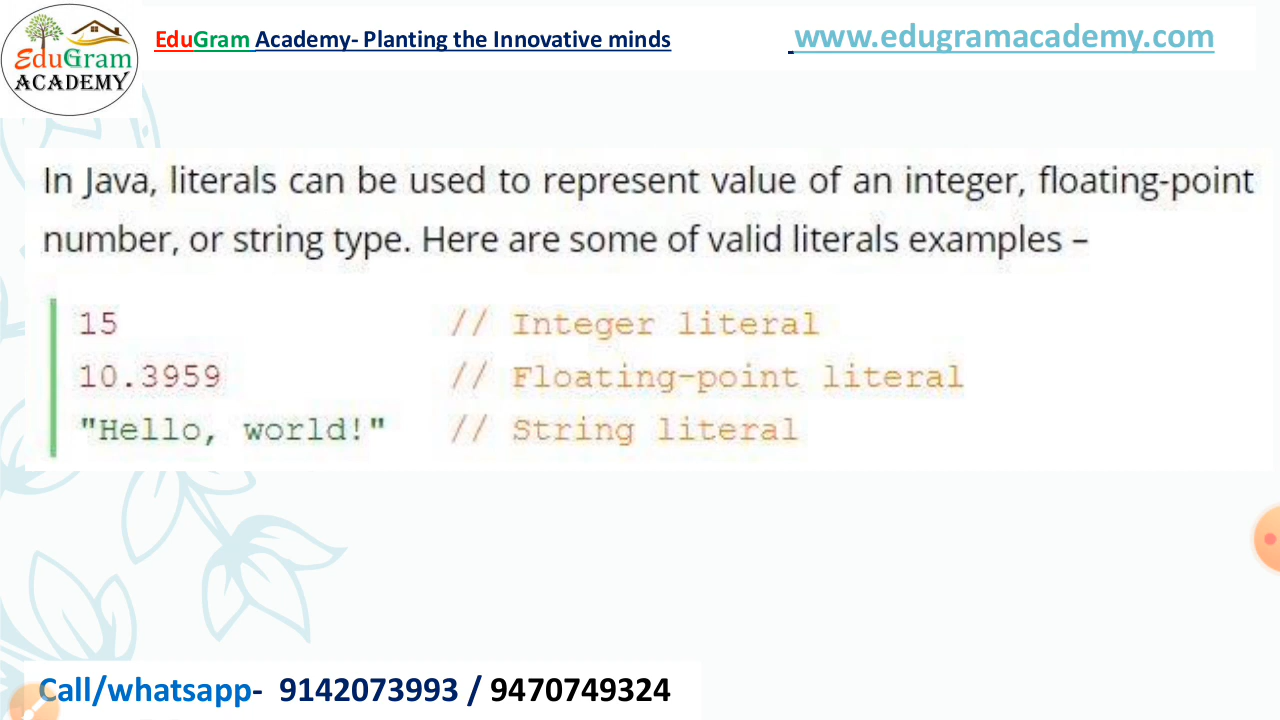 EduGram
ACADEMY
EduGram Academy- Planting the Innovative minds
www.edugramacademy.com
In Java, literals can be used to represent value of an integer, floating-point
number, or string type. Here are some of valid literals examples –
15 // Integer literal
10.3959 // Floating-point literal
"Hello, world!" // String literal
Call/whatsapp- 9142073993 / 9470749324